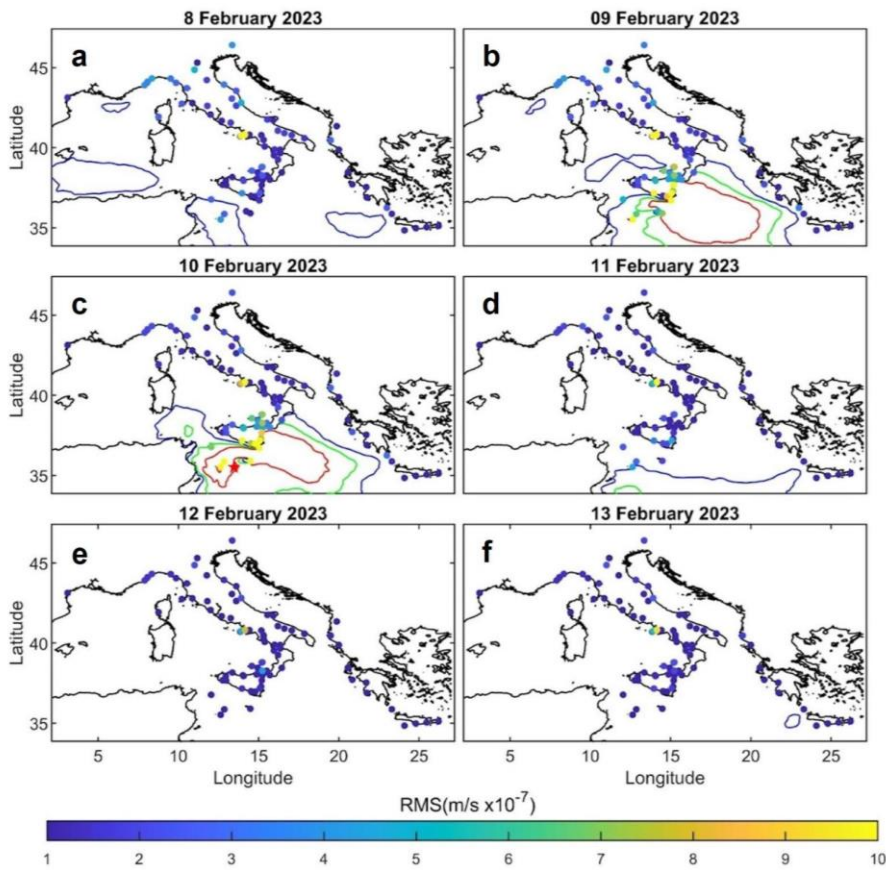 8 February 2023
09 February 2023
a
b
45
40
35
Latitude
10 February 2023
11 February 2023
c
d
45
40
35
Latitude
12 February 2023
13 February 2023
e
f
45
40
35
Latitude
5 10 15 20 25
5 10 15 20 25
Longitude
Longitude
RMS(m/s x10⁻⁷)
1 2 3 4 5 6 7 8 9 10